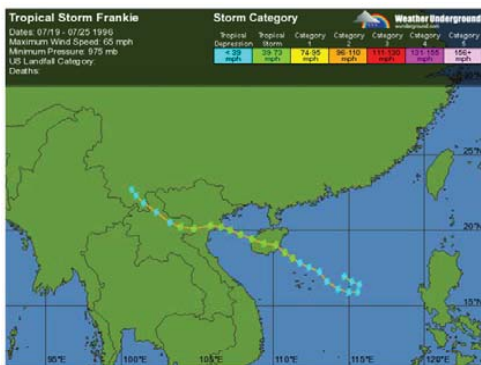 Tropical Storm Frankie
Dates: 07/19 - 07/25 1996
Maximum Wind Speed: 65 mph
Minimum Pressure: 975 mb
US Landfall Category:
Deaths:
Storm Category
Weather Underground
wunderground.com
Tropical Depression Tropical Storm Category 1 Category 2 Category 3 Category 4 Category 5
< 39 mph 39-73 mph 74-95 mph 96-110 mph 111-130 mph 131-155 mph 156+ mph
25°N
20°N
15°N
95°E 100°E 105°E 110°E 115°E 120°E